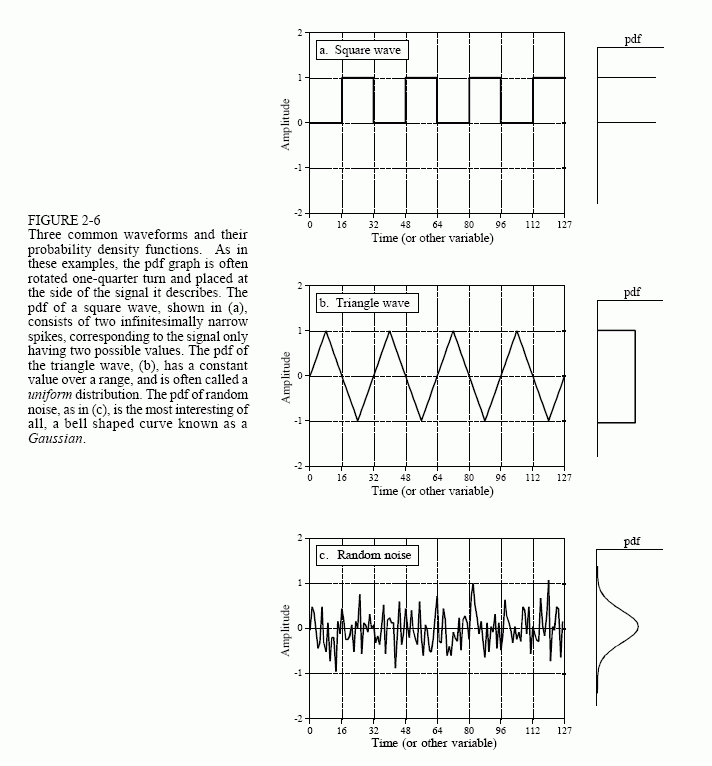 FIGURE 2-6
Three common waveforms and their
probability density functions. As in
these examples, the pdf graph is often
rotated one-quarter turn and placed at
the side of the signal it describes. The
pdf of a square wave, shown in (a),
consists of two infinitesimally narrow
spikes, corresponding to the signal only
having two possible values. The pdf of
the triangle wave, (b), has a constant
value over a range, and is often called a
uniform distribution. The pdf of random
noise, as in (c), is the most interesting of
all, a bell shaped curve known as a
Gaussian.
a. Square wave
pdf
Amplitude
2
1
0
-1
-2
0 16 32 48 64 80 96 112 127
Time (or other variable)
b. Triangle wave
pdf
Amplitude
2
1
0
-1
-2
0 16 32 48 64 80 96 112 127
Time (or other variable)
c. Random noise
pdf
Amplitude
2
1
0
-1
-2
0 16 32 48 64 80 96 112 127
Time (or other variable)